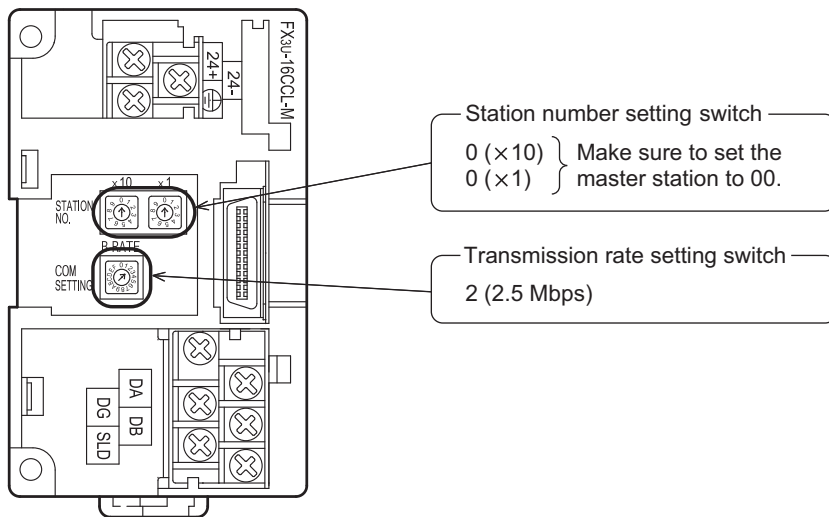 FX3U-16CCL-M
24+
24-
x10 x1
STATION
NO.
B RATE
COM
SETTING
DA
DG
DB
SLD
Station number setting switch
0 (×10)
0 (×1)
Make sure to set the
master station to 00.
Transmission rate setting switch
2 (2.5 Mbps)